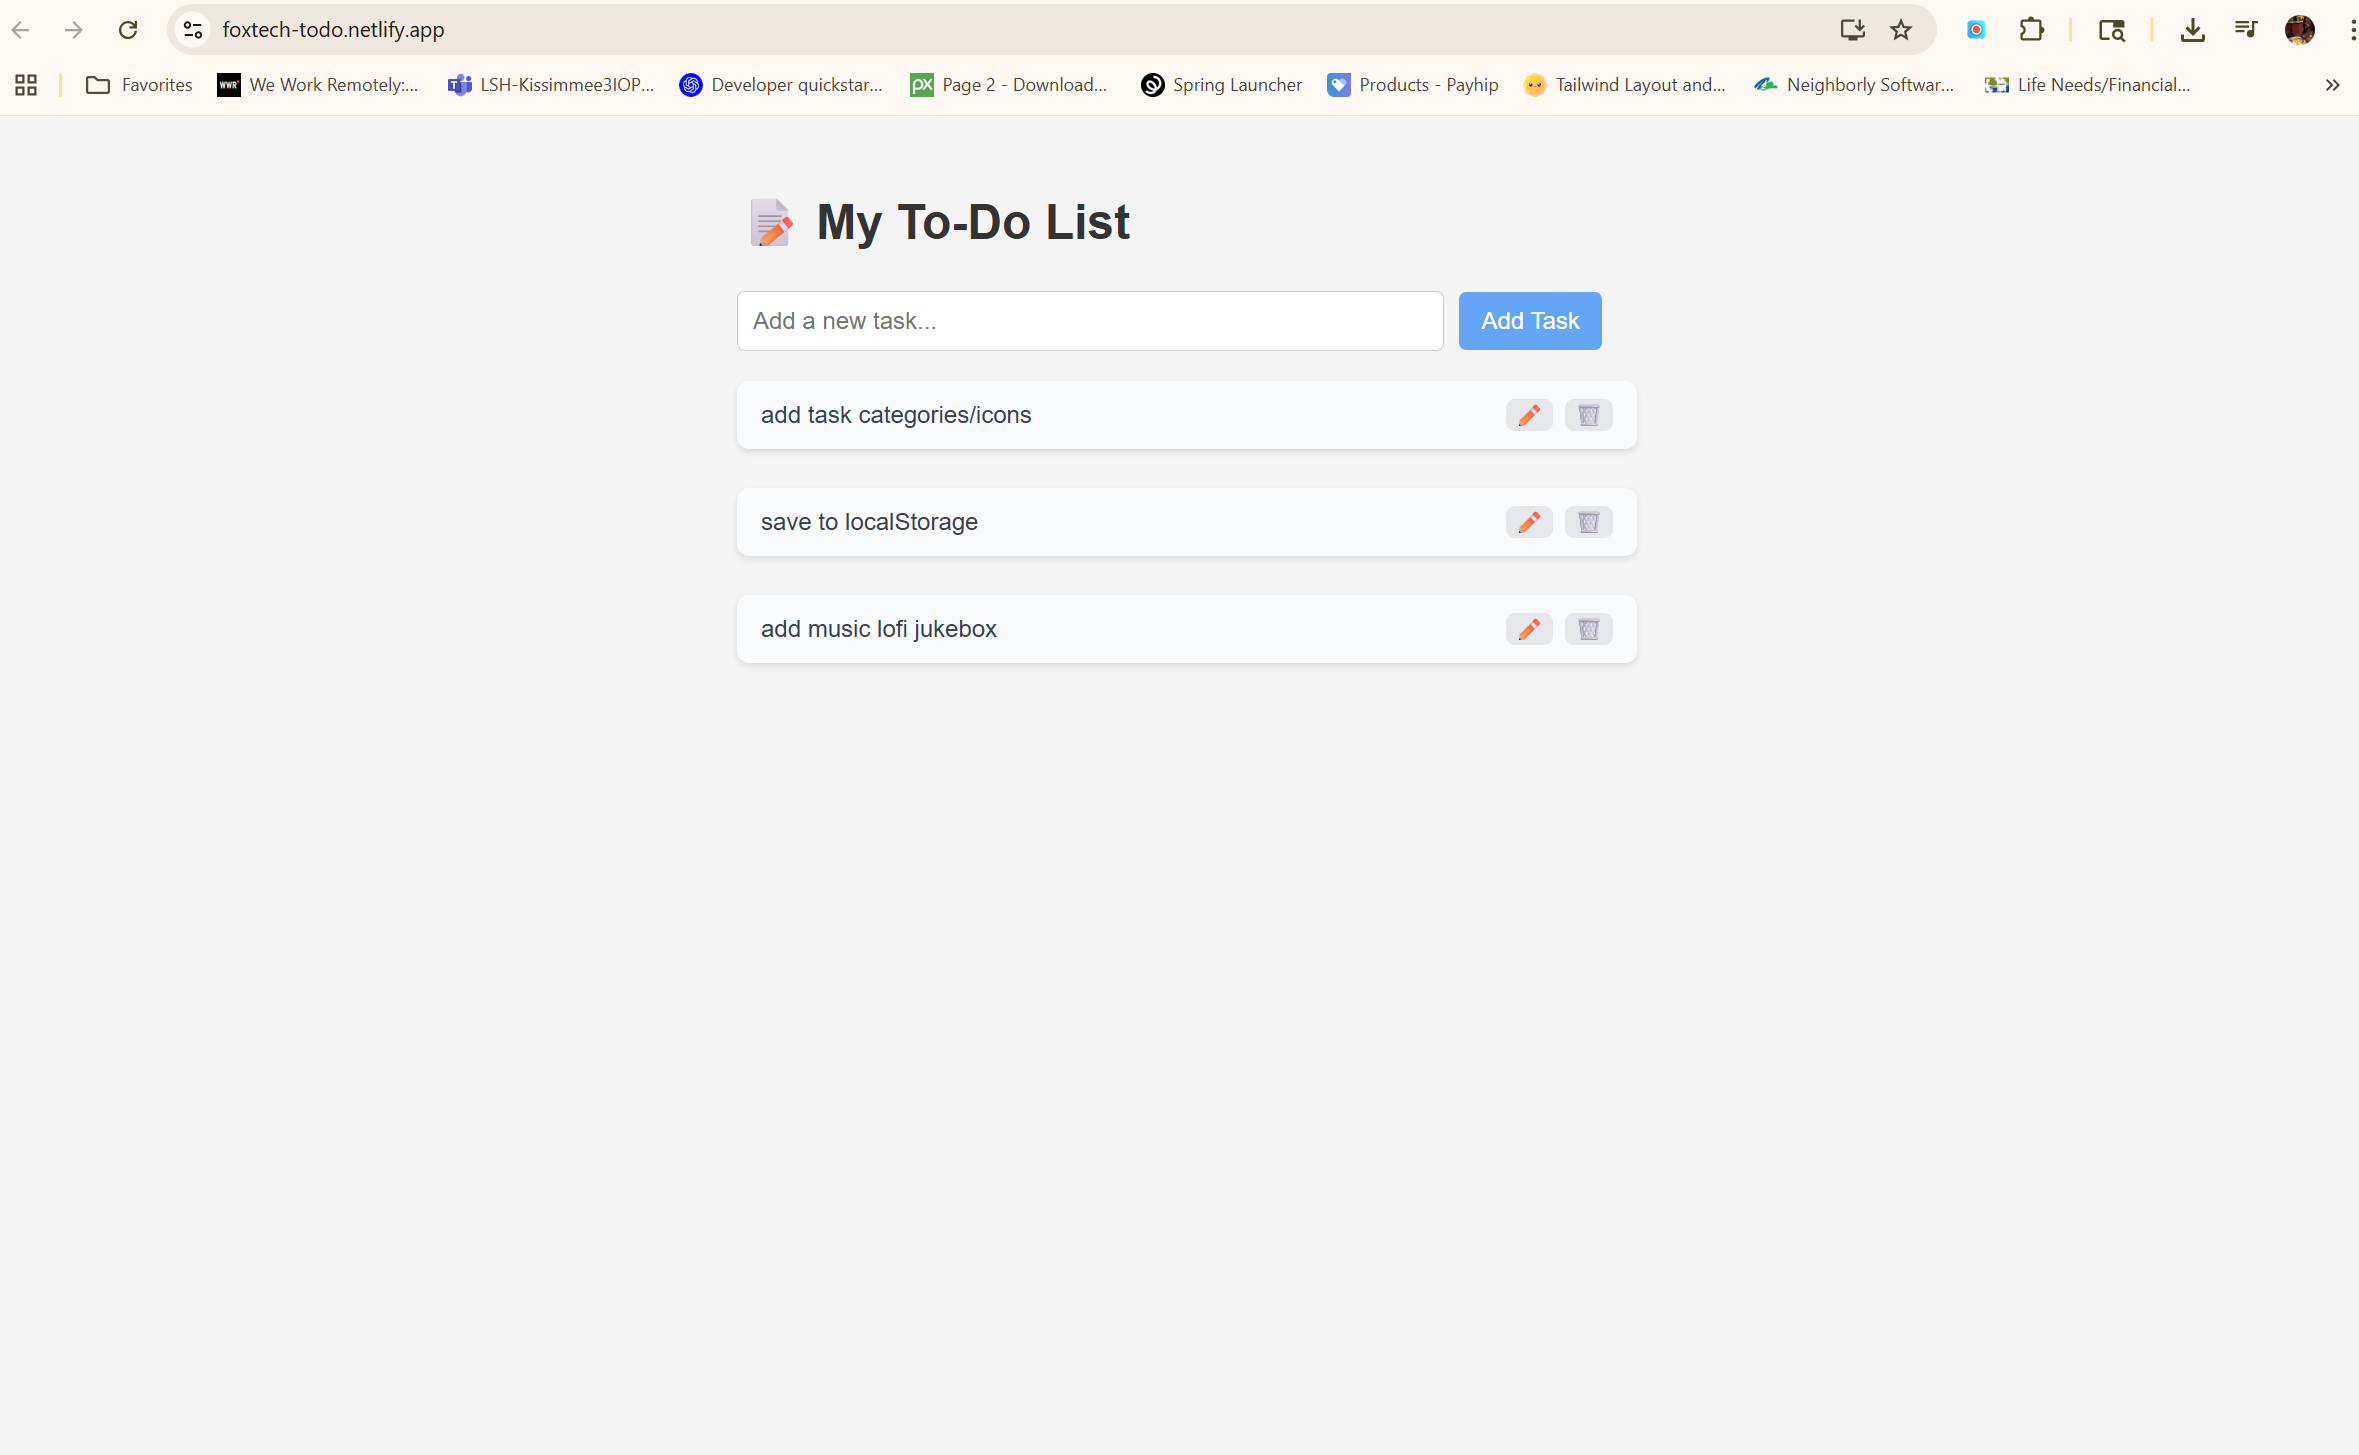 foxtech-todo.netlify.app
Favorites WWR We Work Remotely:... LSH-Kissimmee3IOP... Developer quickstar... px Page 2 - Download... Spring Launcher Products - Payhip Tailwind Layout and... Neighborly Softwar... Life Needs/Financial...
My To-Do List
Add a new task... Add Task
add task categories/icons
save to localStorage
add music lofi jukebox